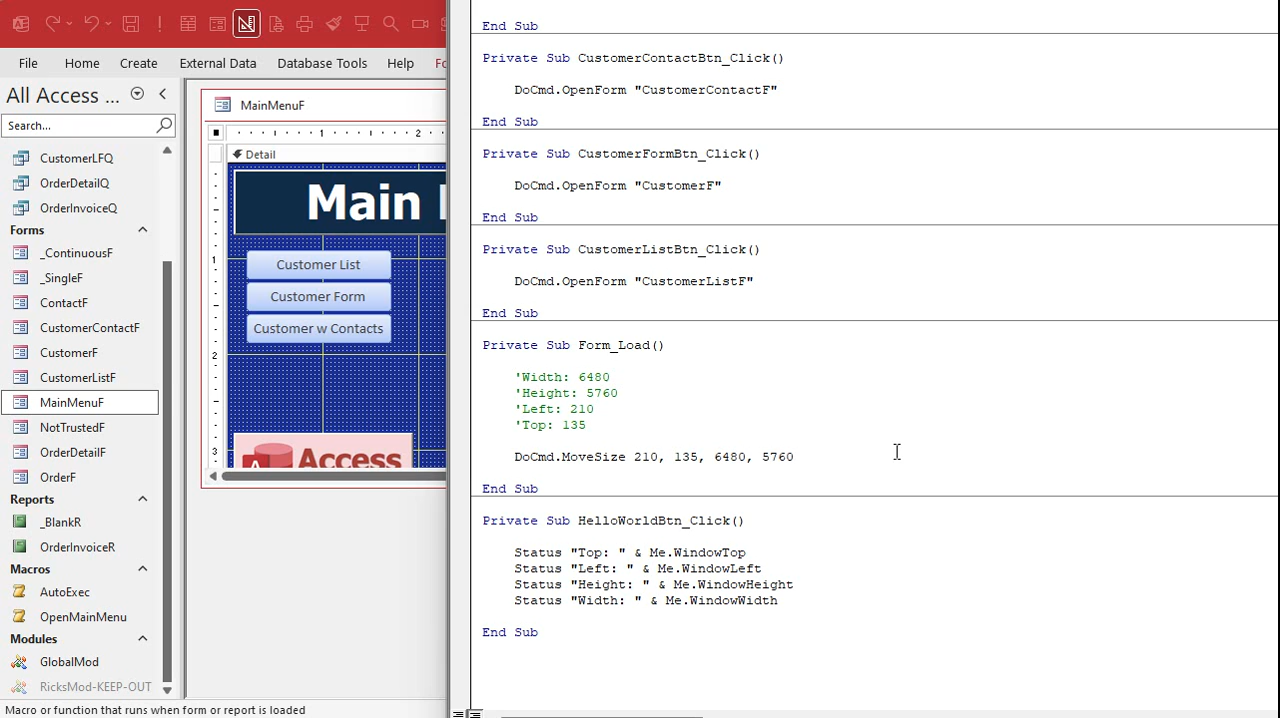 File Home Create External Data Database Tools Help Fo
All Access ...
Search...
CustomerLFQ
OrderDetailQ
OrderInvoiceQ
Forms
_ContinuousF
_SingleF
ContactF
CustomerContactF
CustomerF
CustomerListF
MainMenuF
NotTrustedF
OrderDetailF
OrderF
Reports
_BlankR
OrderInvoiceR
Macros
AutoExec
OpenMainMenu
Modules
GlobalMod
RicksMod-KEEP-OUT
Macro or function that runs when form or report is loaded
MainMenuF
1 2
Detail
Main
1
Customer List
Customer Form
Customer w Contacts
2
3
A Access
End Sub
Private Sub CustomerContactBtn_Click()
DoCmd.OpenForm "CustomerContactF"
End Sub
Private Sub CustomerFormBtn_Click()
DoCmd.OpenForm "CustomerF"
End Sub
Private Sub CustomerListBtn_Click()
DoCmd.OpenForm "CustomerListF"
End Sub
Private Sub Form_Load()
'Width: 6480
'Height: 5760
'Left: 210
'Top: 135
DoCmd.MoveSize 210, 135, 6480, 5760
End Sub
Private Sub HelloWorldBtn_Click()
Status "Top: " & Me.WindowTop
Status "Left: " & Me.WindowLeft
Status "Height: " & Me.WindowHeight
Status "Width: " & Me.WindowWidth
End Sub